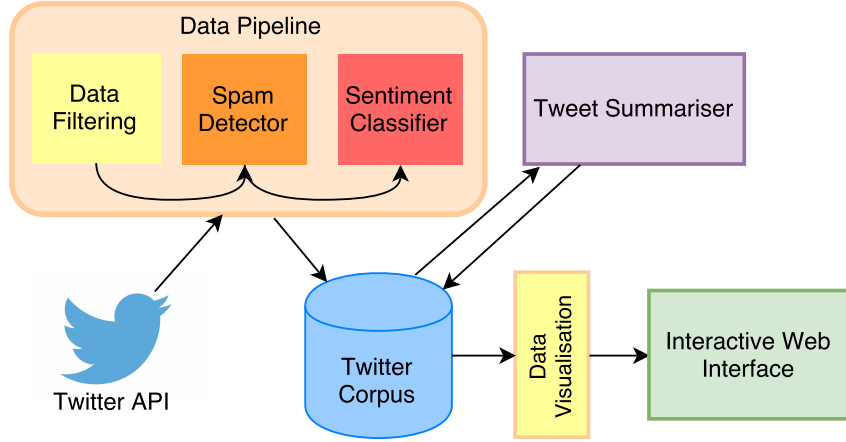 Data Pipeline
Data
Filtering
Spam
Detector
Sentiment
Classifier
Tweet Summariser
Twitter API
Twitter
Corpus
Data
Visualisation
Interactive Web
Interface